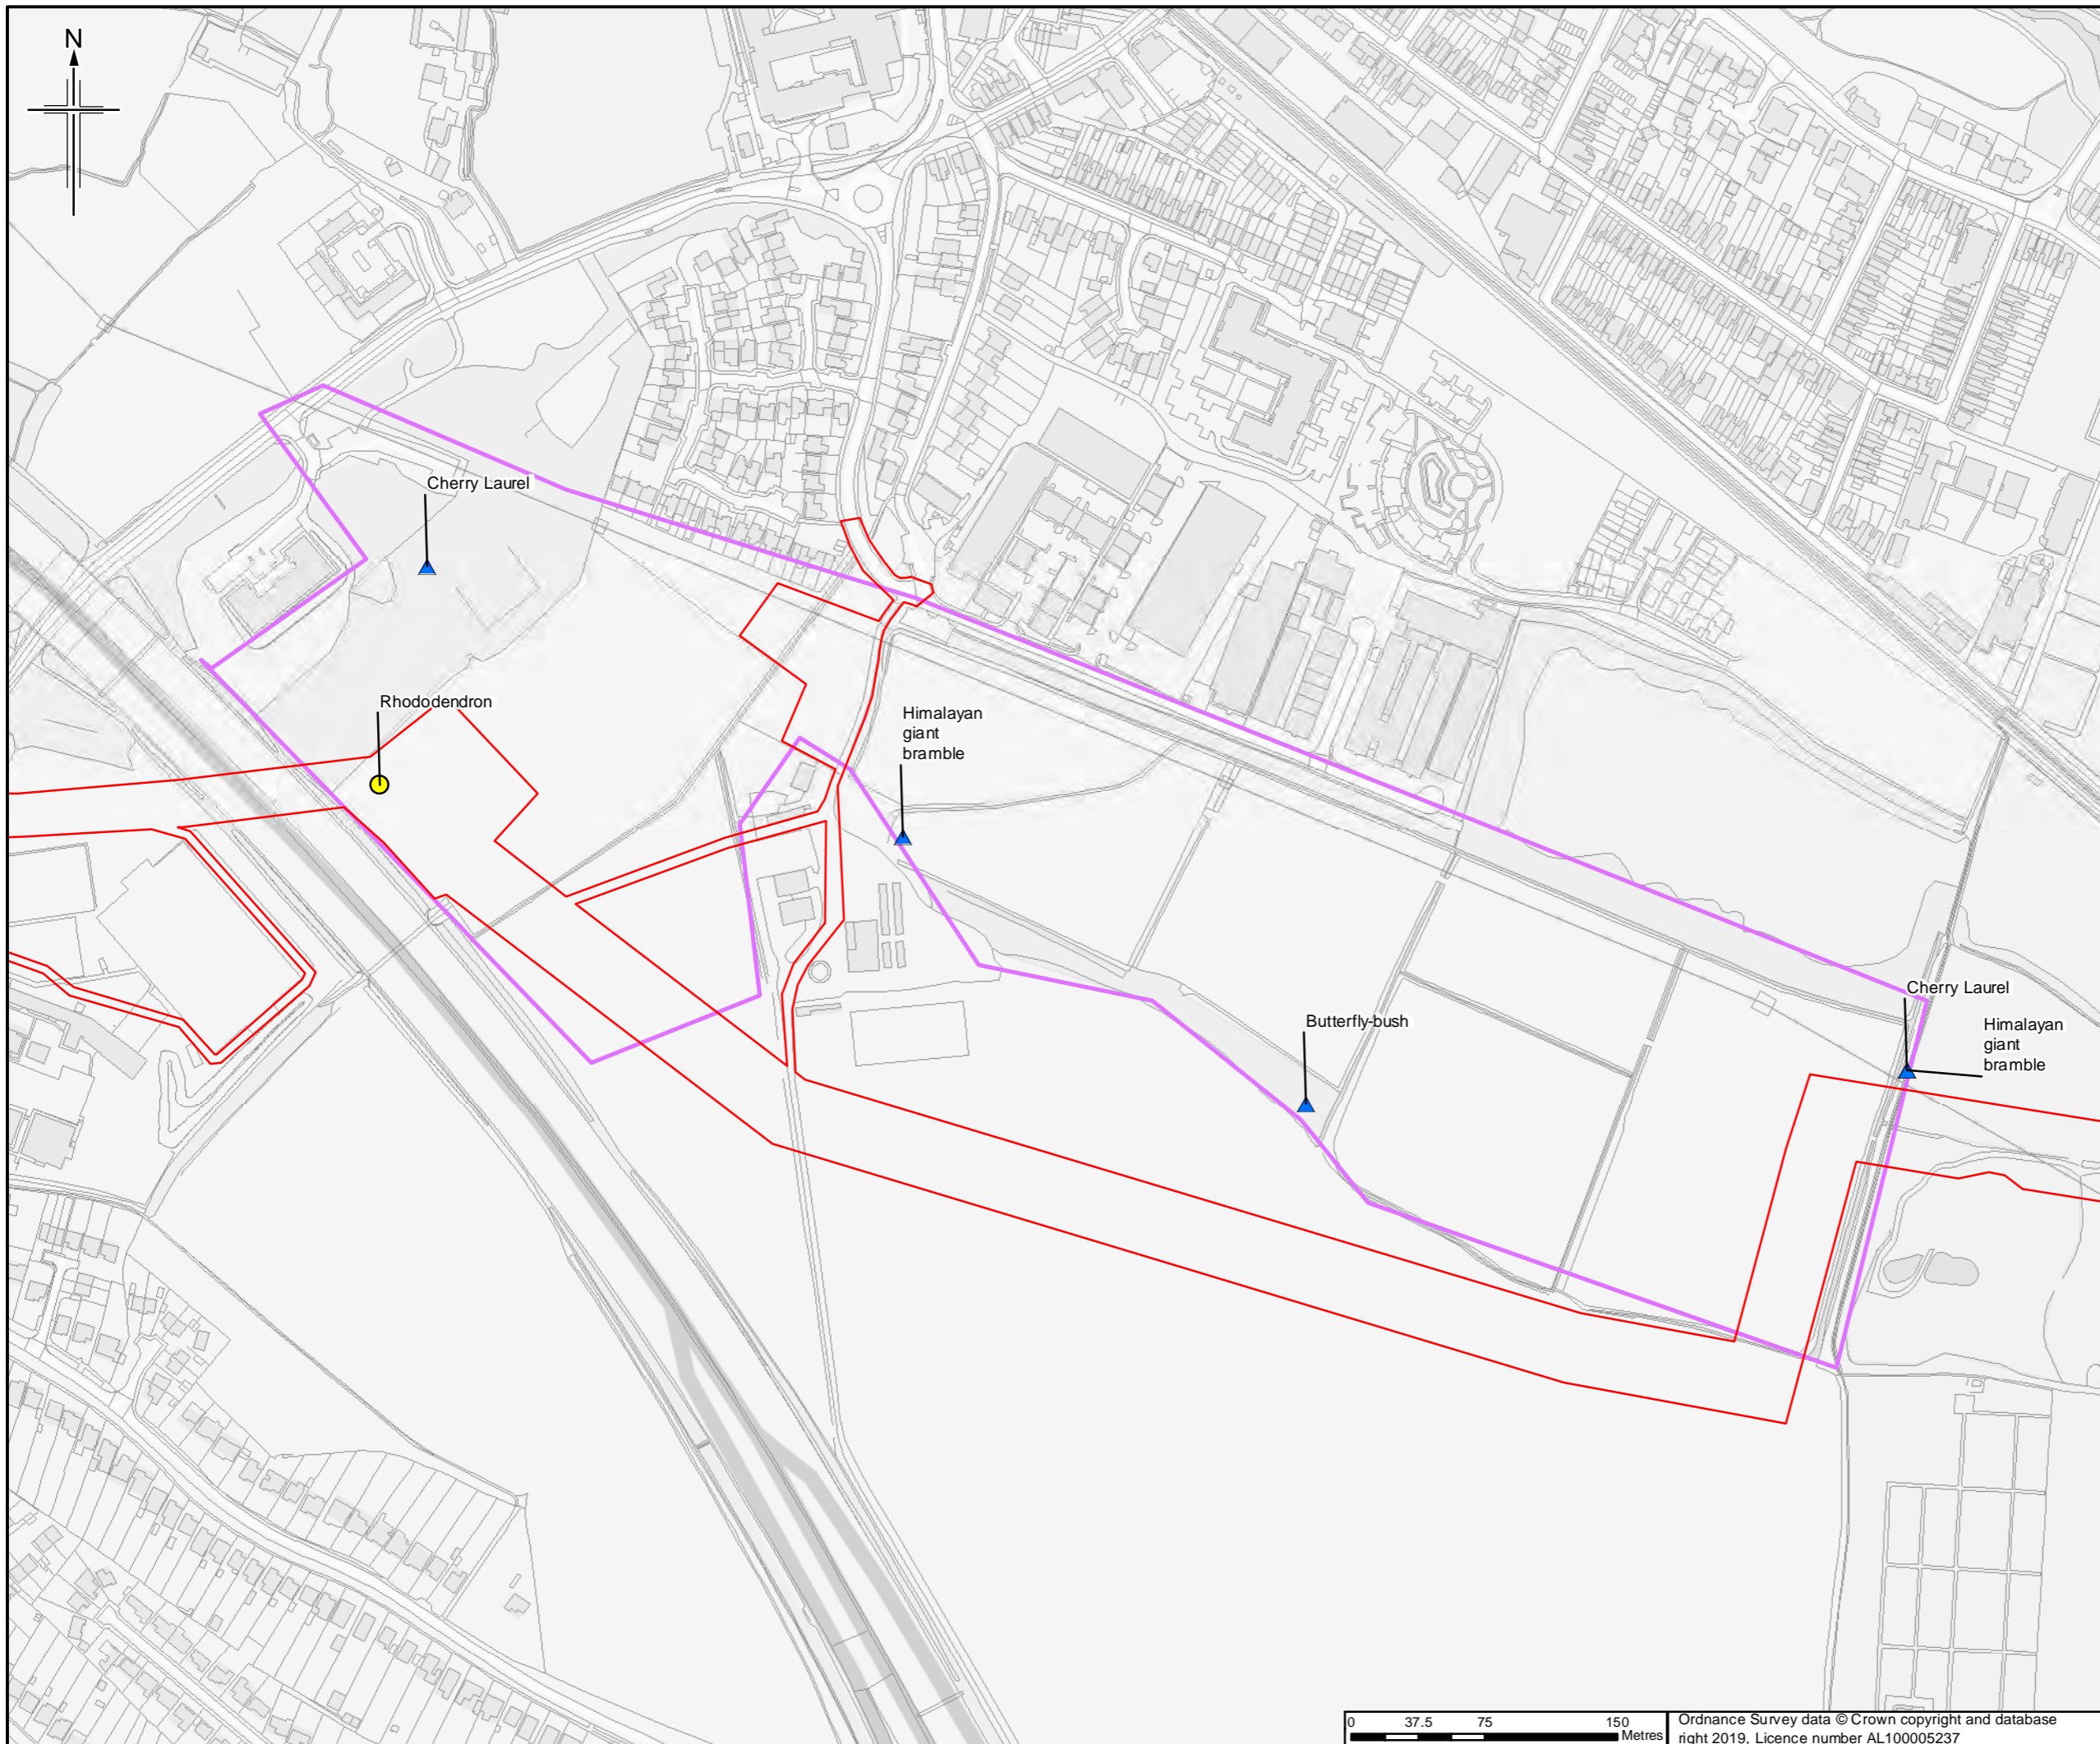 N
Cherry Laurel
Rhododendron
Himalayan
giant
bramble
Cherry Laurel
Butterfly-bush
Himalayan
giant
bramble
0 37.5 75 150
Metres
Ordnance Survey data © Crown copyright and database
right 2019, Licence number AL100005237